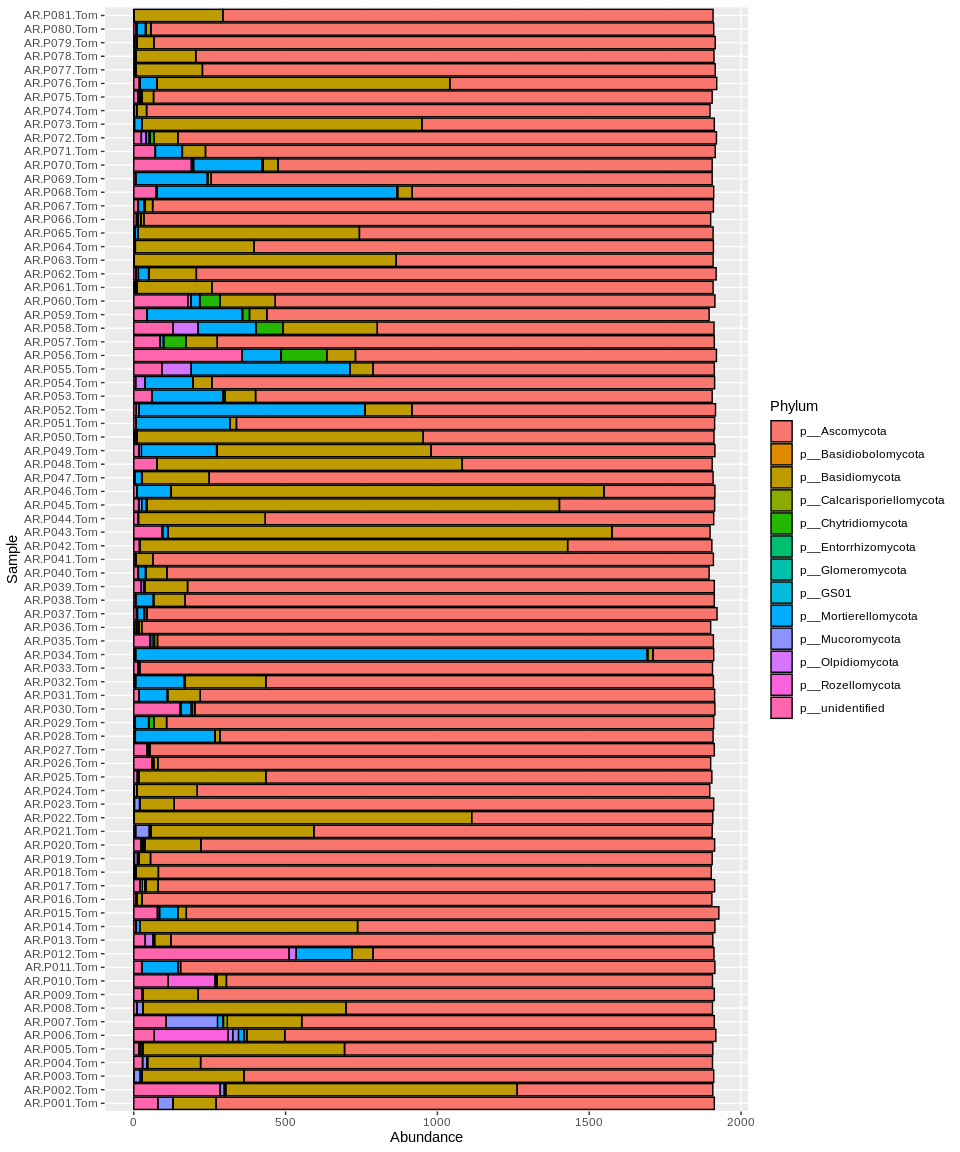 AR.P081.Tom
AR.P080.Tom
AR.P079.Tom
AR.P078.Tom
AR.P077.Tom
AR.P076.Tom
AR.P075.Tom
AR.P074.Tom
AR.P073.Tom
AR.P072.Tom
AR.P071.Tom
AR.P070.Tom
AR.P069.Tom
AR.P068.Tom
AR.P067.Tom
AR.P066.Tom
AR.P065.Tom
AR.P064.Tom
AR.P063.Tom
AR.P062.Tom
AR.P061.Tom
AR.P060.Tom
AR.P059.Tom
AR.P058.Tom
AR.P057.Tom
AR.P056.Tom
AR.P055.Tom
AR.P054.Tom
AR.P053.Tom
AR.P052.Tom
AR.P051.Tom
AR.P050.Tom
AR.P049.Tom
AR.P048.Tom
AR.P047.Tom
AR.P046.Tom
AR.P045.Tom
AR.P044.Tom
AR.P043.Tom
AR.P042.Tom
AR.P041.Tom
AR.P040.Tom
AR.P039.Tom
AR.P038.Tom
AR.P037.Tom
AR.P036.Tom
AR.P035.Tom
AR.P034.Tom
AR.P033.Tom
AR.P032.Tom
AR.P031.Tom
AR.P030.Tom
AR.P029.Tom
AR.P028.Tom
AR.P027.Tom
AR.P026.Tom
AR.P025.Tom
AR.P024.Tom
AR.P023.Tom
AR.P022.Tom
AR.P021.Tom
AR.P020.Tom
AR.P019.Tom
AR.P018.Tom
AR.P017.Tom
AR.P016.Tom
AR.P015.Tom
AR.P014.Tom
AR.P013.Tom
AR.P012.Tom
AR.P011.Tom
AR.P010.Tom
AR.P009.Tom
AR.P008.Tom
AR.P007.Tom
AR.P006.Tom
AR.P005.Tom
AR.P004.Tom
AR.P003.Tom
AR.P002.Tom
AR.P001.Tom
Sample
0 500 1000 1500 2000
Abundance
Phylum
p__Ascomycota
p__Basidiobolomycota
p__Basidiomycota
p__Calcarisporiellomycota
p__Chytridiomycota
p__Entorrhizomycota
p__Glomeromycota
p__GS01
p__Mortierellomycota
p__Mucoromycota
p__Olpidiomycota
p__Rozellomycota
p__unidentified